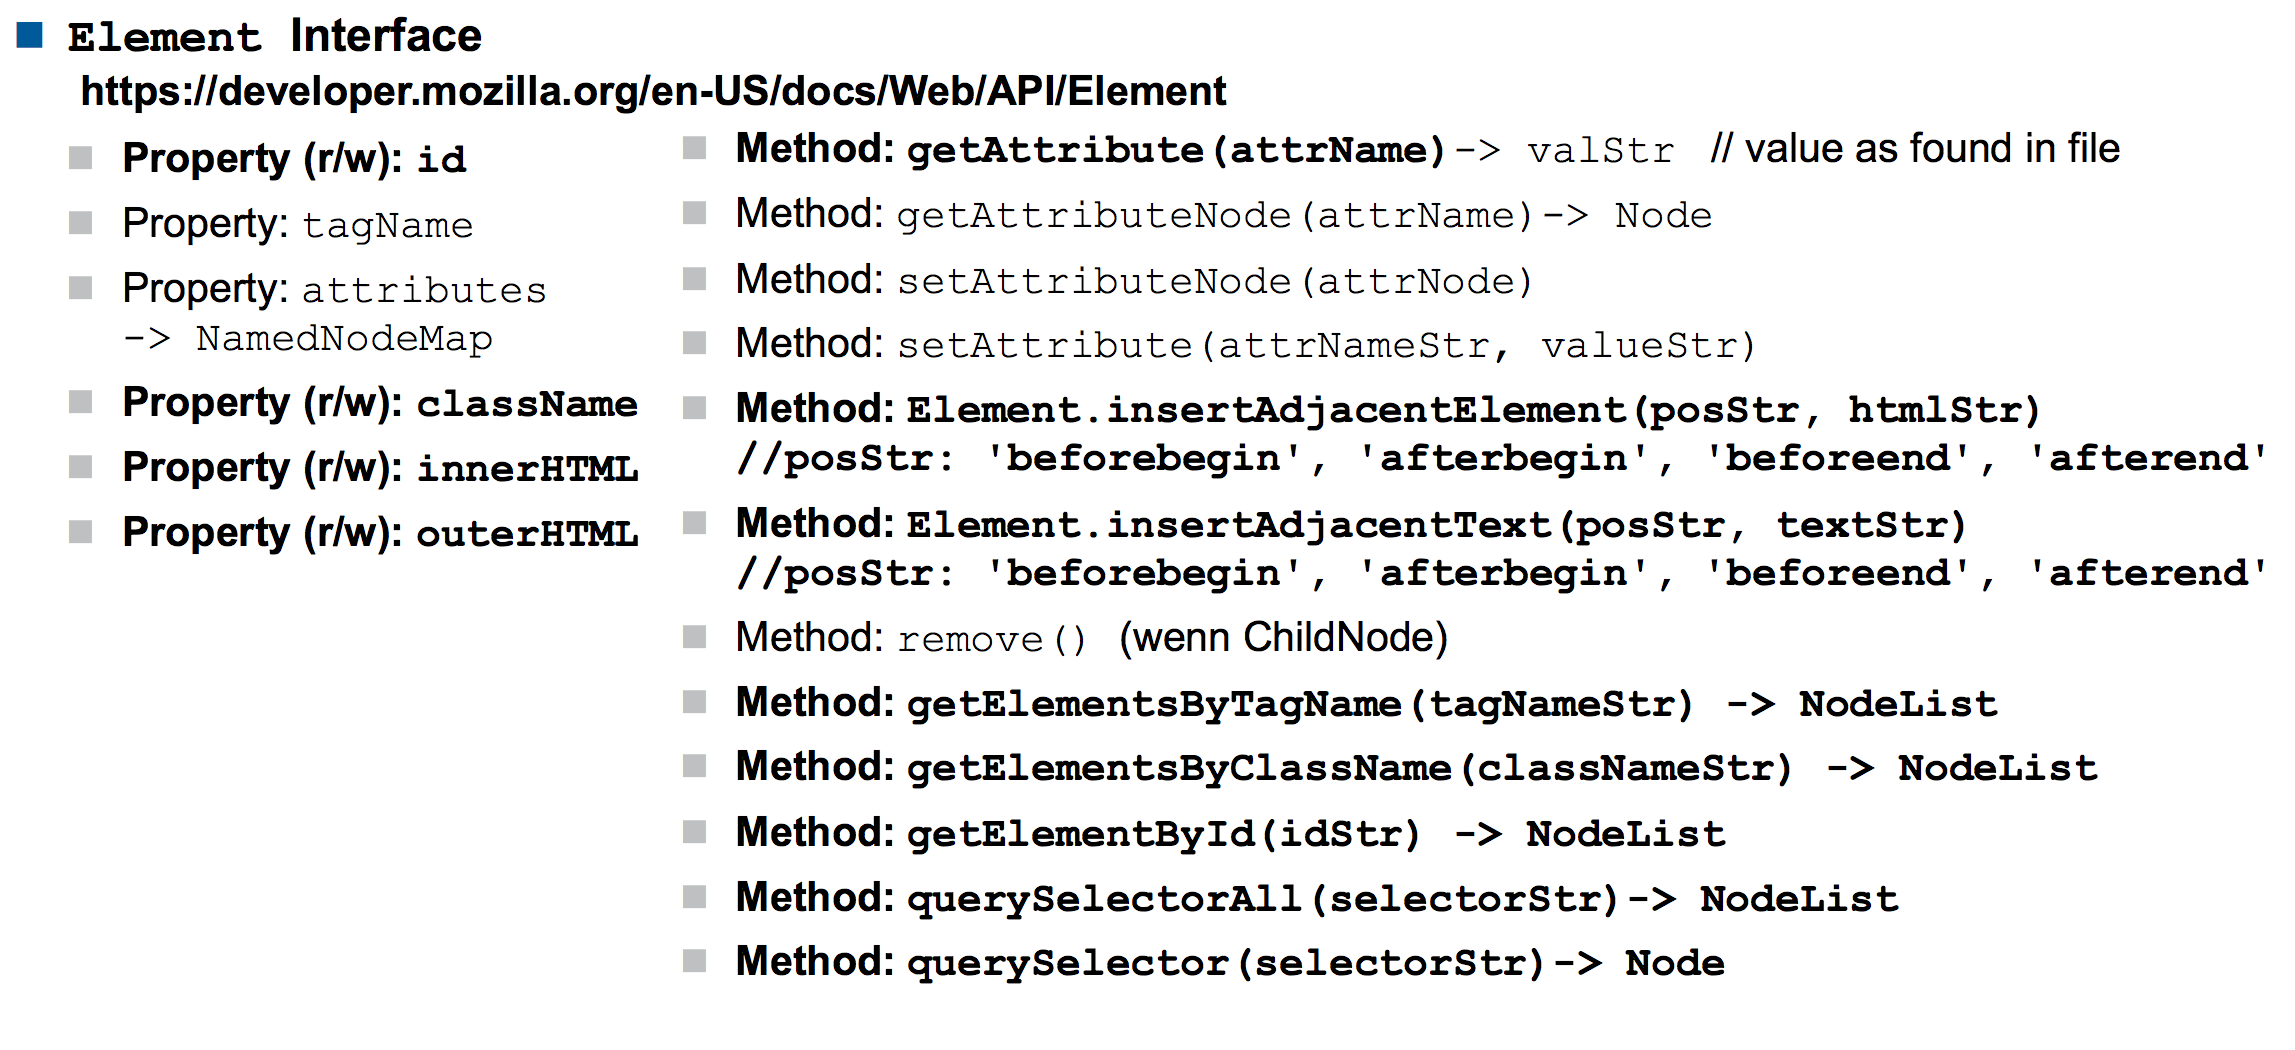 Element Interface
https://developer.mozilla.org/en-US/docs/Web/API/Element
Property (r/w): id
Property: tagName
Property: attributes
-> NamedNodeMap
Property (r/w): className
Property (r/w): innerHTML
Property (r/w): outerHTML
Method: getAttribute(attrName)-> valStr // value as found in file
Method: getAttributeNode(attrName)-> Node
Method: setAttributeNode(attrNode)
Method: setAttribute(attrNameStr, valueStr)
Method: Element.insertAdjacentElement(posStr, htmlStr)
//posStr: 'beforebegin', 'afterbegin', 'beforeend', 'afterend'
Method: Element.insertAdjacentText(posStr, textStr)
//posStr: 'beforebegin', 'afterbegin', 'beforeend', 'afterend'
Method: remove() (wenn ChildNode)
Method: getElementsByTagName(tagNameStr) -> NodeList
Method: getElementsByClassName(classNameStr) -> NodeList
Method: getElementById(idStr) -> NodeList
Method: querySelectorAll(selectorStr)-> NodeList
Method: querySelector(selectorStr)-> Node